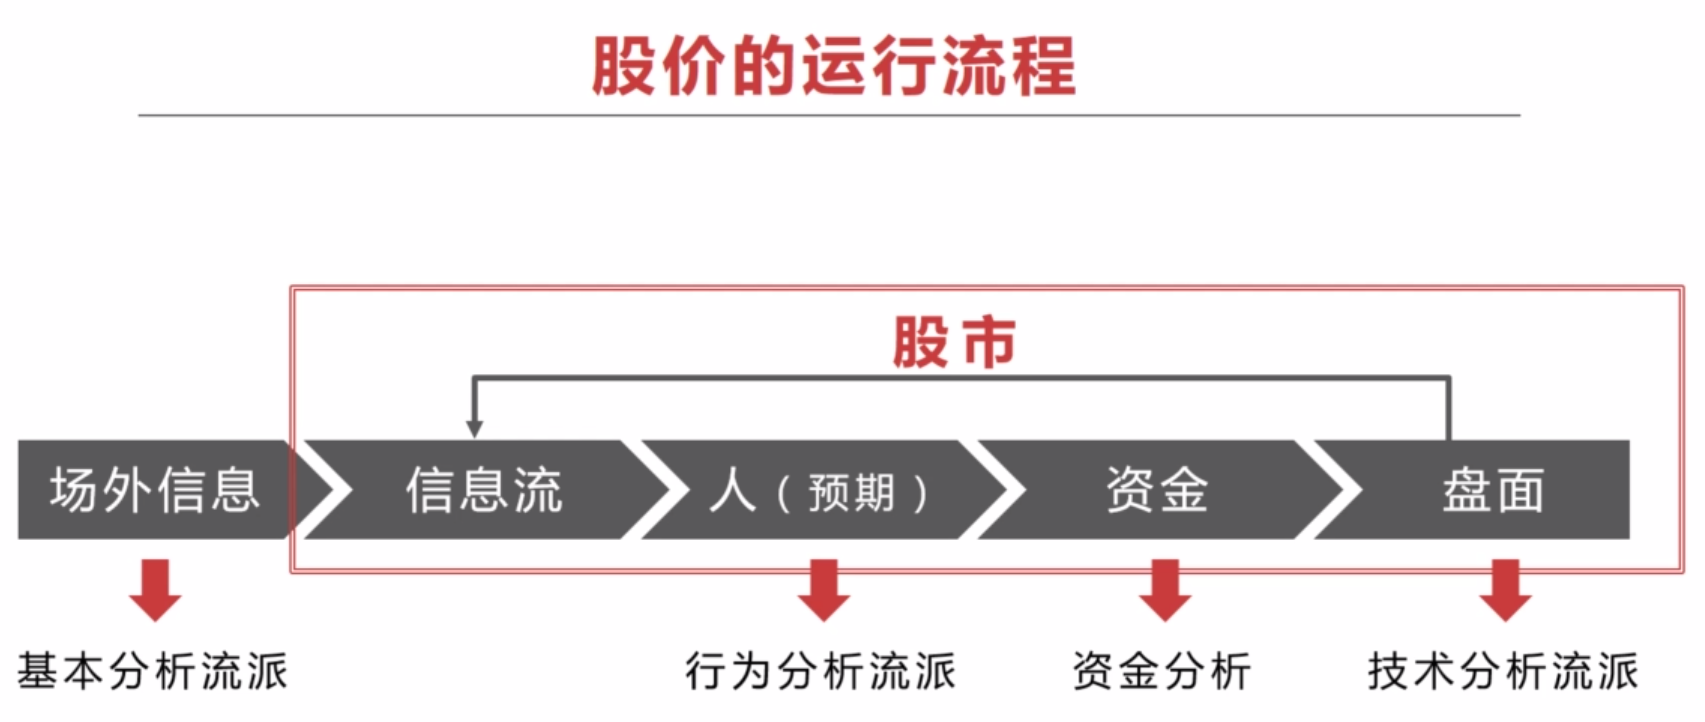 股价的运行流程
股市
场外信息 信息流 人（预期） 资金 盘面
基本分析流派 行为分析流派 资金分析 技术分析流派